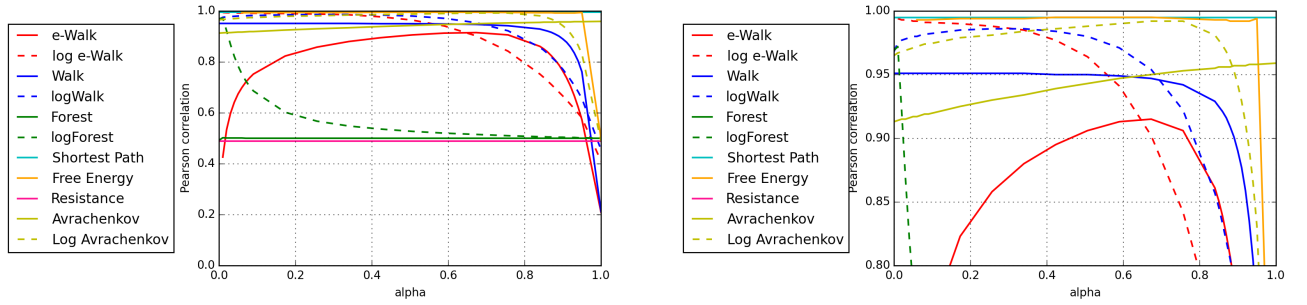 e-Walk
log e-Walk
Walk
logWalk
Forest
logForest
Shortest Path
Free Energy
Resistance
Avrachenkov
Log Avrachenkov
Pearson correlation
1.0
0.8
0.6
0.4
0.2
0.0
0.0 0.2 0.4 0.6 0.8 1.0
alpha
e-Walk
log e-Walk
Walk
logWalk
Forest
logForest
Shortest Path
Free Energy
Resistance
Avrachenkov
Log Avrachenkov
Pearson correlation
1.00
0.95
0.90
0.85
0.80
0.0 0.2 0.4 0.6 0.8 1.0
alpha